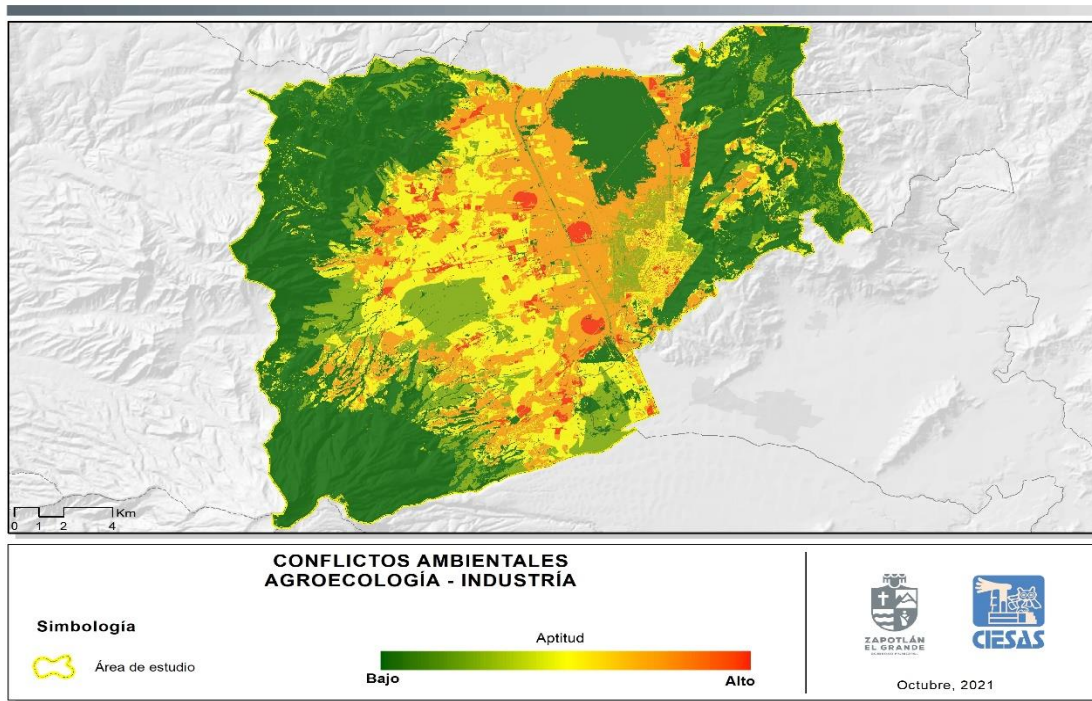 Km
0 1 2 4
CONFLICTOS AMBIENTALES
AGROECOLOGÍA - INDUSTRÍA
Simbología
Área de estudio
Aptitud
Bajo
Alto
ZAPOTLÁN
EL GRANDE
CIESAS
Octubre, 2021